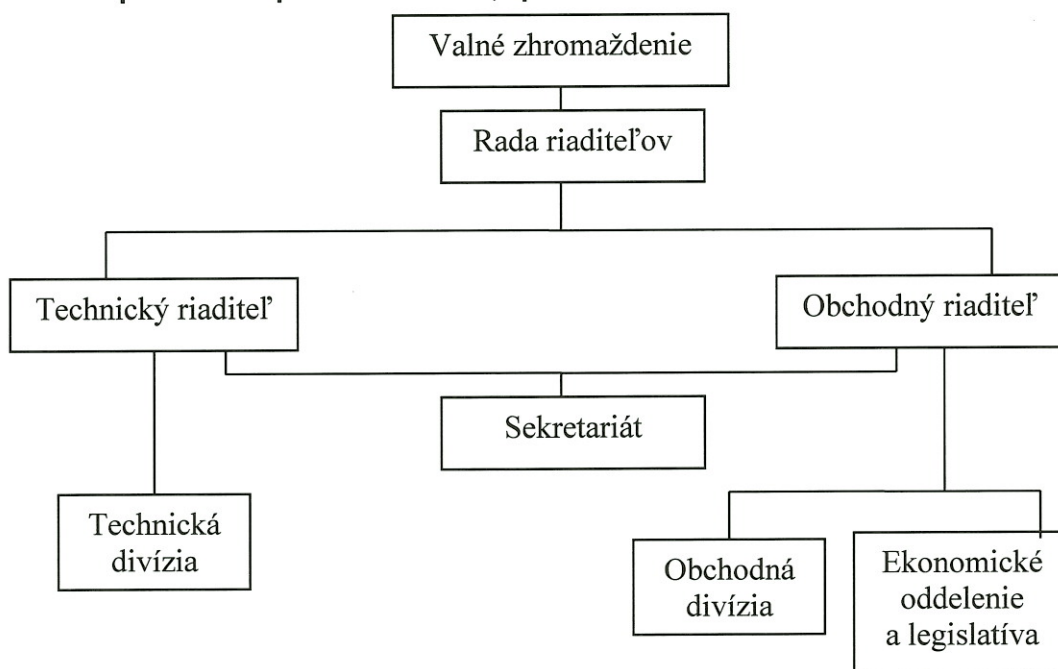 Valné zhromaždenie
Rada riaditeľov
Technický riaditeľ
Obchodný riaditeľ
Sekretariát
Technická
divízia
Obchodná
divízia
Ekonomické
oddelenie
a legislatíva